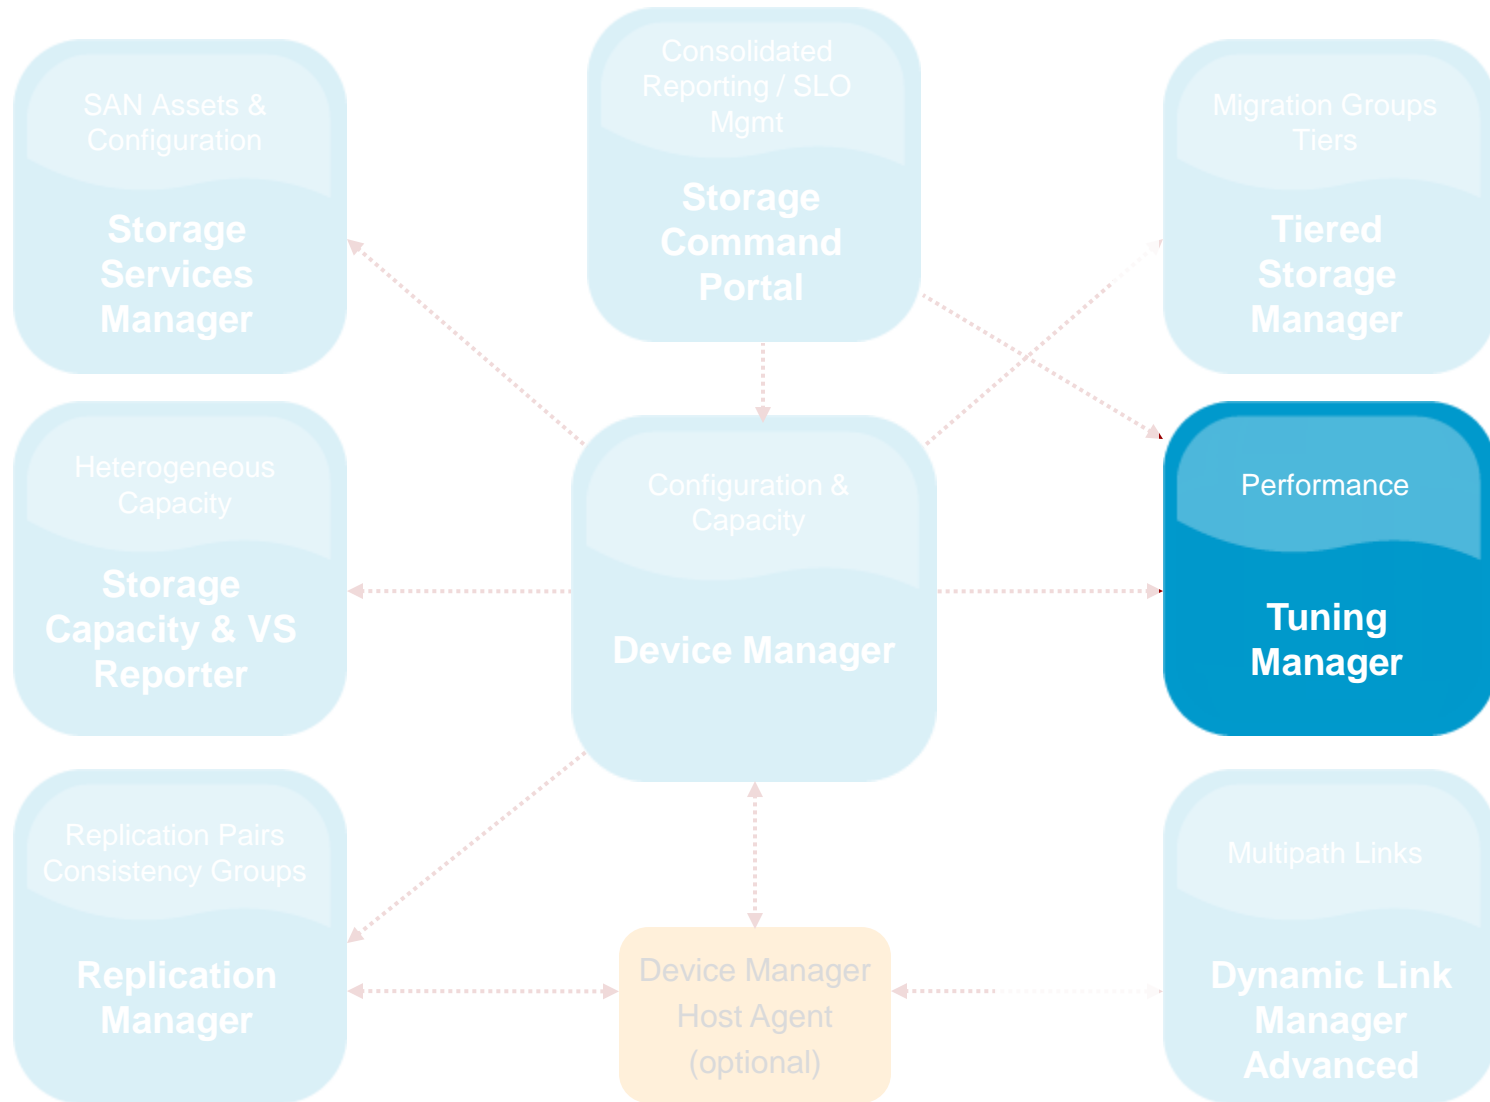 SAN Assets &
Configuration
Storage
Services
Manager
Consolidated
Reporting / SLO
Mgmt
Storage
Command
Portal
Migration Groups
Tiers
Tiered
Storage
Manager
Heterogeneous
Capacity
Storage
Capacity & VS
Reporter
Configuration &
Capacity
Device Manager
Performance
Tuning
Manager
Replication Pairs
Consistency Groups
Replication
Manager
Device Manager
Host Agent
(optional)
Multipath Links
Dynamic Link
Manager
Advanced